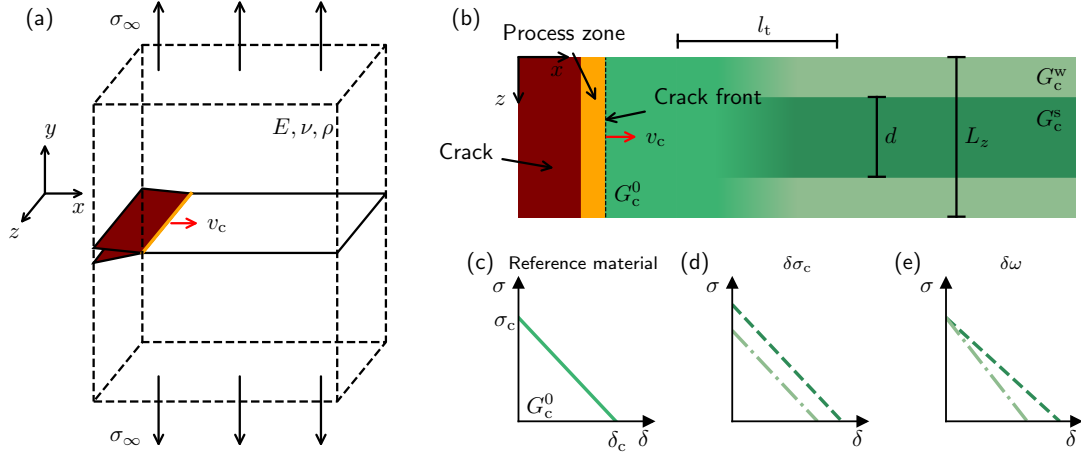 (a)
σ∞
E, ν, ρ
y
x
z
v_c
σ∞
(b)
l_t
Process zone
x
z
Crack front
v_c
Crack
G_c^0
d
L_z
G_c^w
G_c^s
(c)
Reference material
σ
σ_c
G_c^0
δ_c
δ
(d)
δσ_c
σ
δ
(e)
δω
σ
δ